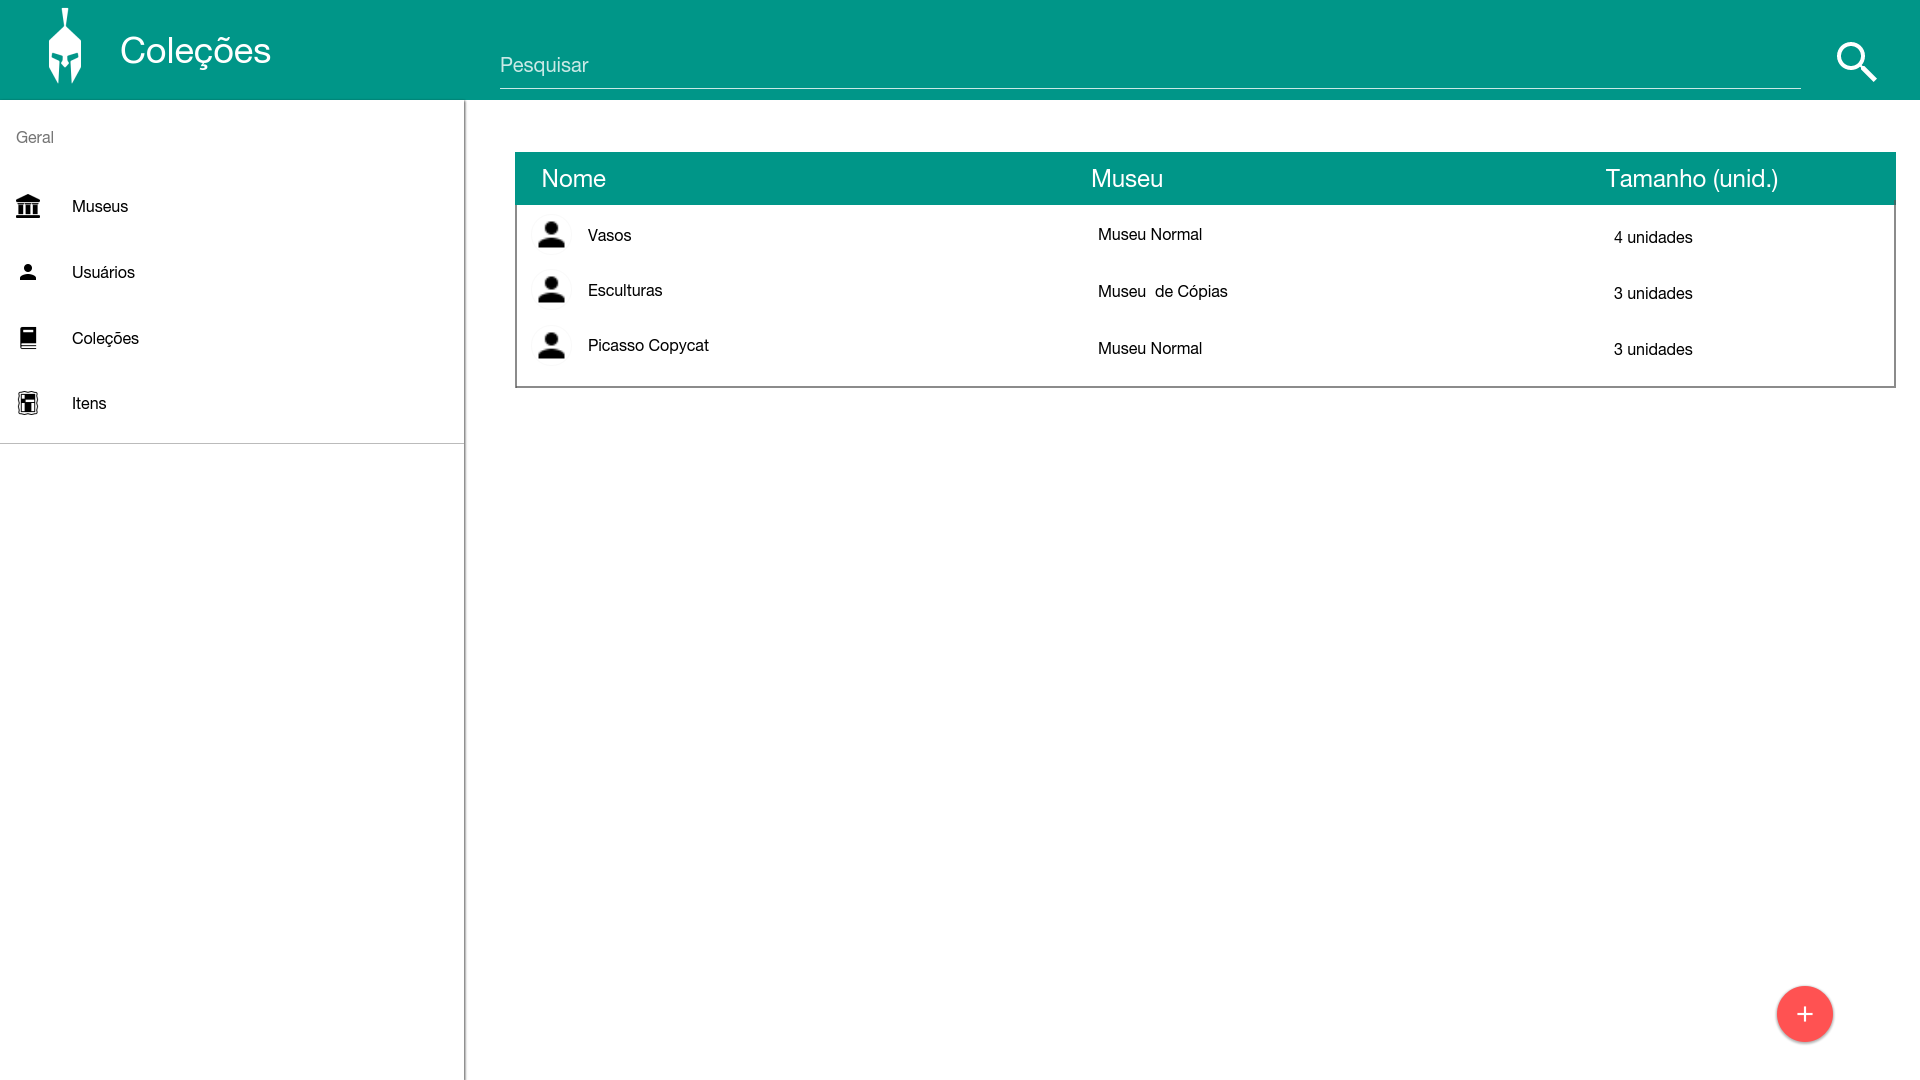 Coleções
Pesquisar
Geral
Museus
Usuários
Coleções
Itens
Nome Museu Tamanho (unid.)
Vasos Museu Normal 4 unidades
Esculturas Museu  de Cópias 3 unidades
Picasso Copycat Museu Normal 3 unidades
+